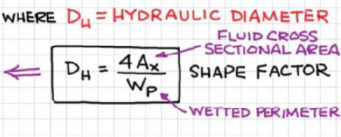 WHERE D_H = HYDRAULIC DIAMETER
FLUID CROSS
SECTIONAL AREA
D_H = 4A_x / W_P SHAPE FACTOR
WETTED PERIMETER